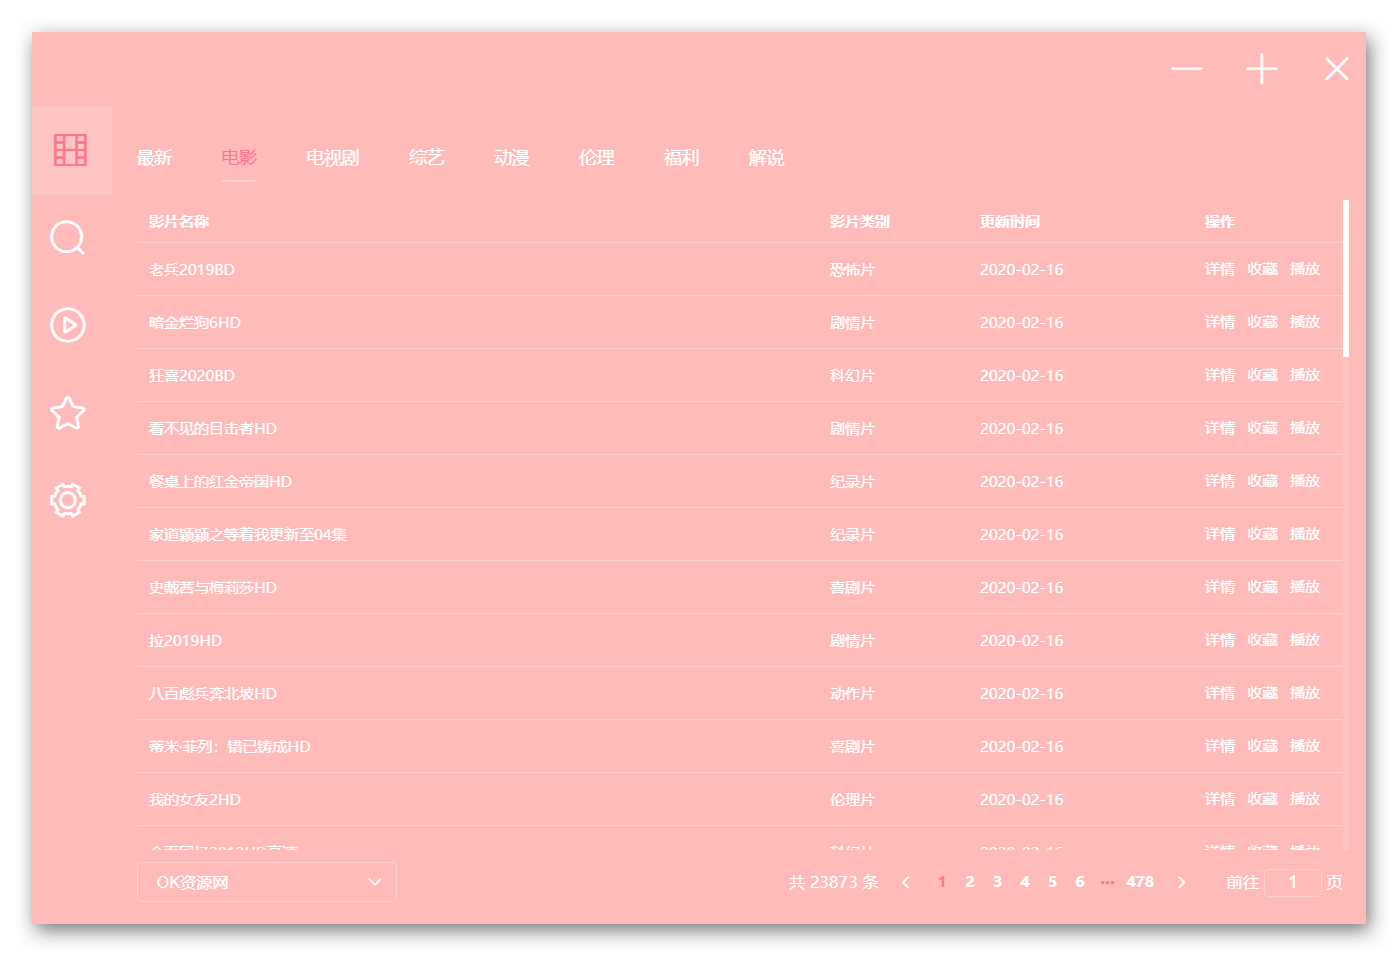 最新 电影 电视剧 综艺 动漫 伦理 福利 解说
影片名称 影片类别 更新时间 操作
老兵2019BD 恐怖片 2020-02-16 详情 收藏 播放
暗金烂狗6HD 剧情片 2020-02-16 详情 收藏 播放
狂喜2020BD 科幻片 2020-02-16 详情 收藏 播放
看不见的目击者HD 剧情片 2020-02-16 详情 收藏 播放
餐桌上的红金帝国HD 纪录片 2020-02-16 详情 收藏 播放
家道颖颖之等着我更新至04集 纪录片 2020-02-16 详情 收藏 播放
史戴茜与梅莉莎HD 喜剧片 2020-02-16 详情 收藏 播放
拉2019HD 剧情片 2020-02-16 详情 收藏 播放
八百彪兵奔北坡HD 动作片 2020-02-16 详情 收藏 播放
蒂米·菲列：错已铸成HD 喜剧片 2020-02-16 详情 收藏 播放
我的女友2HD 伦理片 2020-02-16 详情 收藏 播放
科幻片 2020-02-16 详情 收藏 播放
OK资源网 共 23873 条 1 2 3 4 5 6 ··· 478 前往 1 页